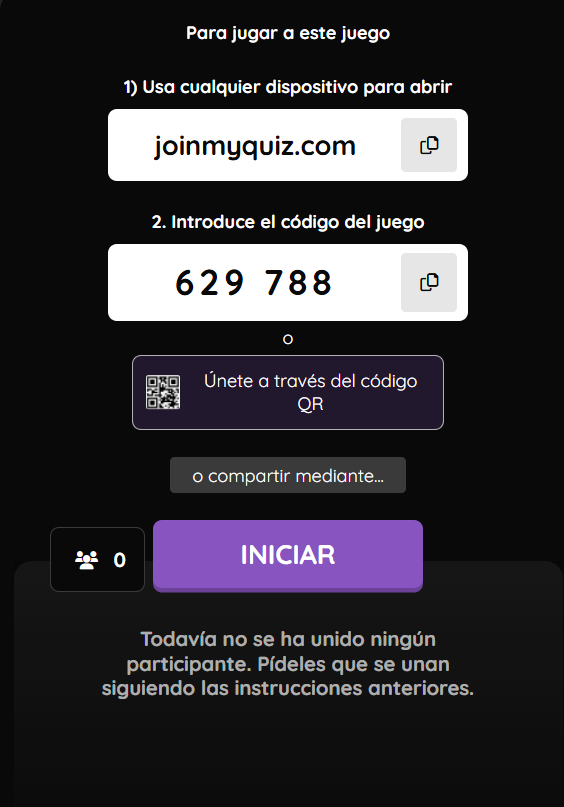 Para jugar a este juego
1) Usa cualquier dispositivo para abrir
joinmyquiz.com
2. Introduce el código del juego
629 788
o
Únete a través del código
QR
o compartir mediante...
0
INICIAR
Todavía no se ha unido ningún
participante. Pídeles que se unan
siguiendo las instrucciones anteriores.